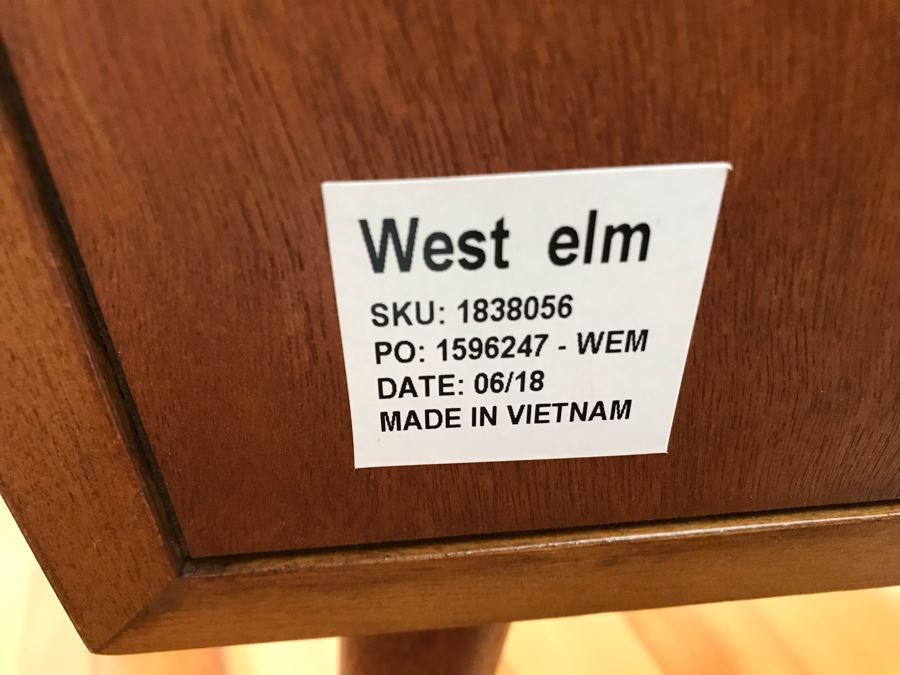 West elm
SKU: 1838056
PO: 1596247 - WEM
DATE: 06/18
MADE IN VIETNAM